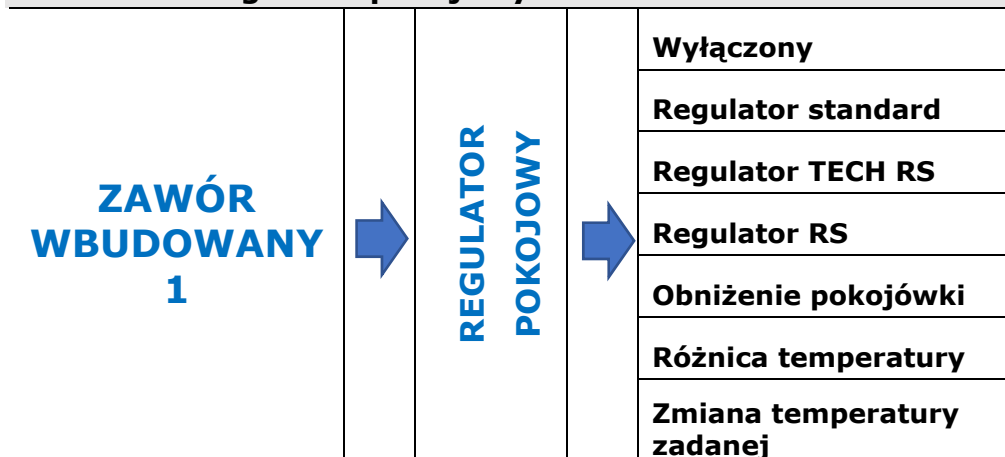 ZAWÓR
WBUDOWANY
1
REGULATOR
POKOJOWY
Wyłączony
Regulator standard
Regulator TECH RS
Regulator RS
Obniżenie pokojówki
Różnica temperatury
Zmiana temperatury
zadanej